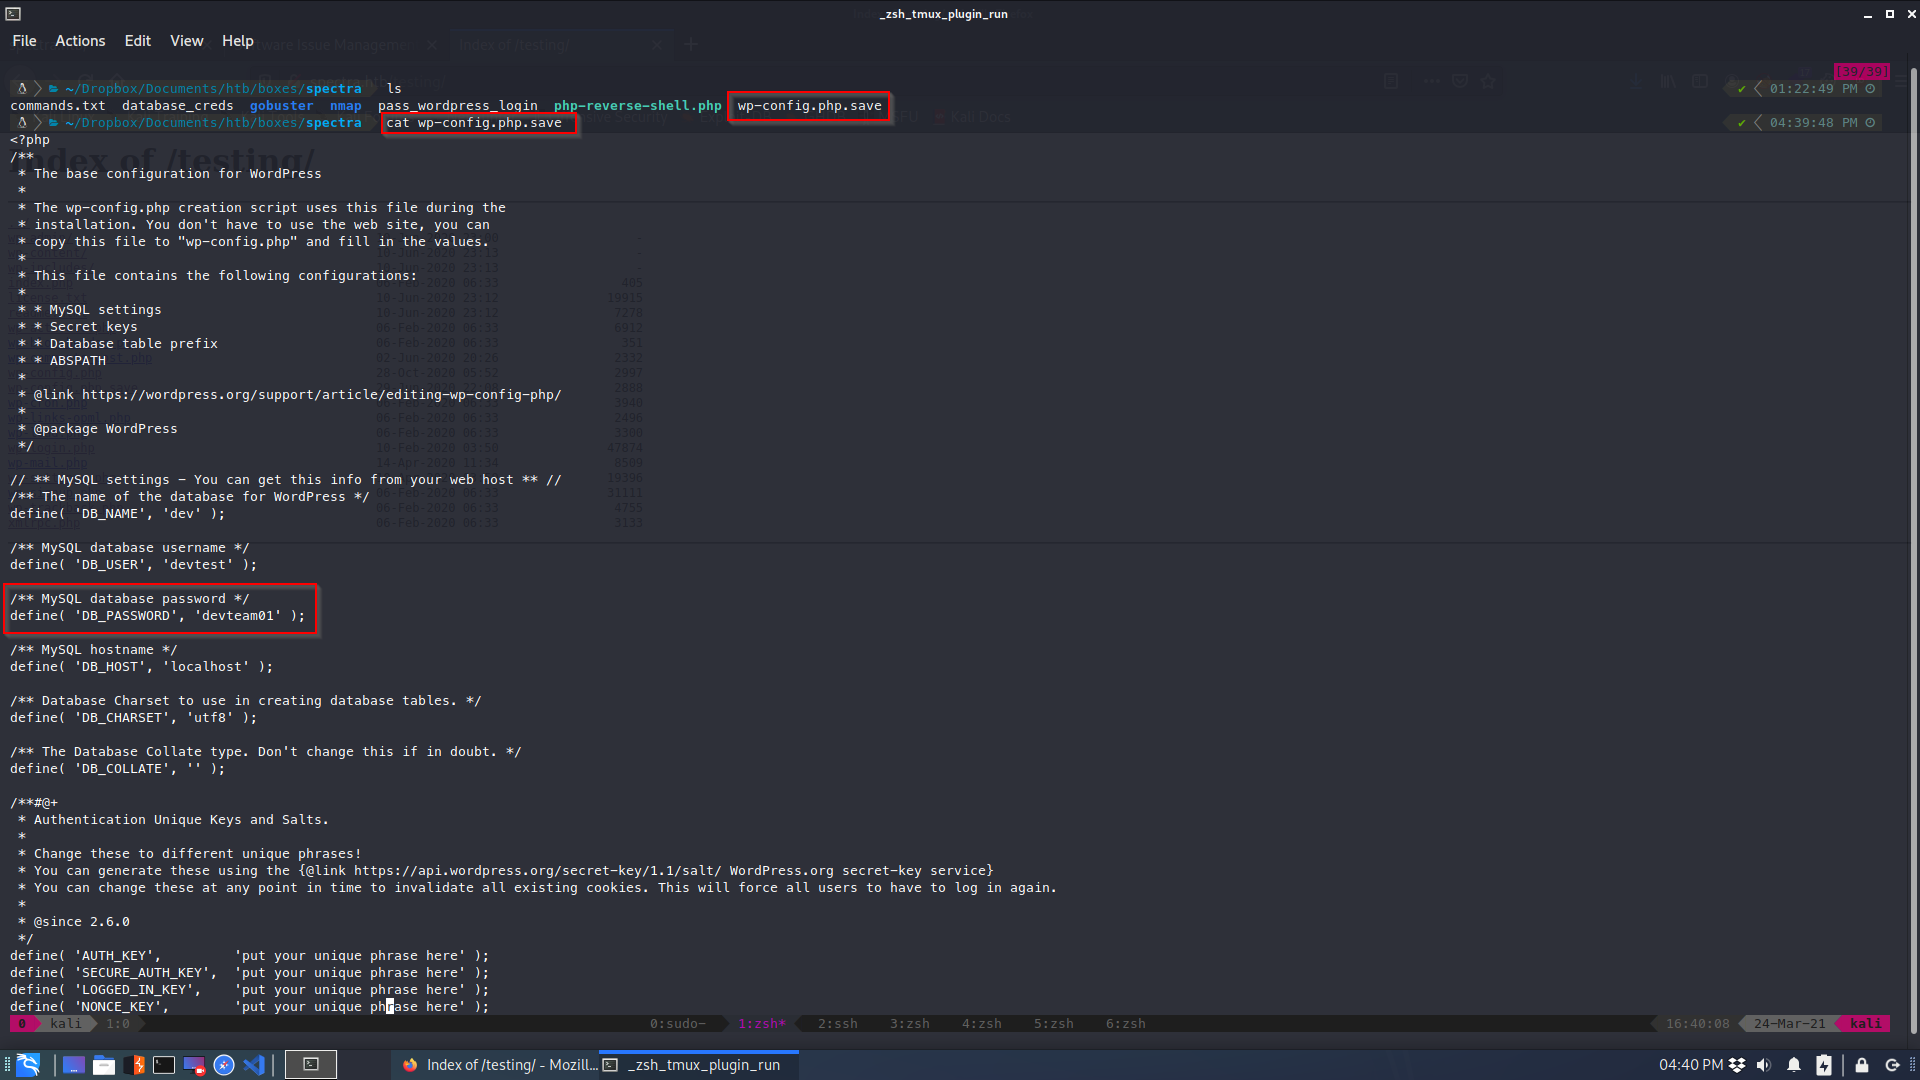 _zsh_tmux_plugin_run
File Actions Edit View Help
Software Issue Management Index of /testing/
[39/39]
~/Dropbox/Documents/htb/boxes/spectra ls 01:22:49 PM
commands.txt database_creds gobuster nmap pass_wordpress_login php-reverse-shell.php wp-config.php.save
~/Dropbox/Documents/htb/boxes/spectra cat wp-config.php.save 04:39:48 PM
Kali Docs
<?php
/**
Index of /testing/
 * The base configuration for WordPress
 *
 * The wp-config.php creation script uses this file during the
 * installation. You don't have to use the web site, you can
 * copy this file to "wp-config.php" and fill in the values.
 *
 * This file contains the following configurations:
 *
 * * MySQL settings
 * * Secret keys
 * * Database table prefix
 * * ABSPATH
 *
 * @link https://wordpress.org/support/article/editing-wp-config-php/
 *
 * @package WordPress
 */

// ** MySQL settings - You can get this info from your web host ** //
/** The name of the database for WordPress */
define( 'DB_NAME', 'dev' );

/** MySQL database username */
define( 'DB_USER', 'devtest' );

/** MySQL database password */
define( 'DB_PASSWORD', 'devteam01' );

/** MySQL hostname */
define( 'DB_HOST', 'localhost' );

/** Database Charset to use in creating database tables. */
define( 'DB_CHARSET', 'utf8' );

/** The Database Collate type. Don't change this if in doubt. */
define( 'DB_COLLATE', '' );

/**#@+
 * Authentication Unique Keys and Salts.
 *
 * Change these to different unique phrases!
 * You can generate these using the {@link https://api.wordpress.org/secret-key/1.1/salt/ WordPress.org secret-key service}
 * You can change these at any point in time to invalidate all existing cookies. This will force all users to have to log in again.
 *
 * @since 2.6.0
 */
define( 'AUTH_KEY', 'put your unique phrase here' );
define( 'SECURE_AUTH_KEY', 'put your unique phrase here' );
define( 'LOGGED_IN_KEY', 'put your unique phrase here' );
define( 'NONCE_KEY', 'put your unique phrase here' );
0 kali 1:0 0:sudo- 1:zsh* 2:ssh 3:zsh 4:zsh 5:zsh 6:zsh 16:40:08 24-Mar-21 kali
Index of /testing/ - Mozill... _zsh_tmux_plugin_run 04:40 PM